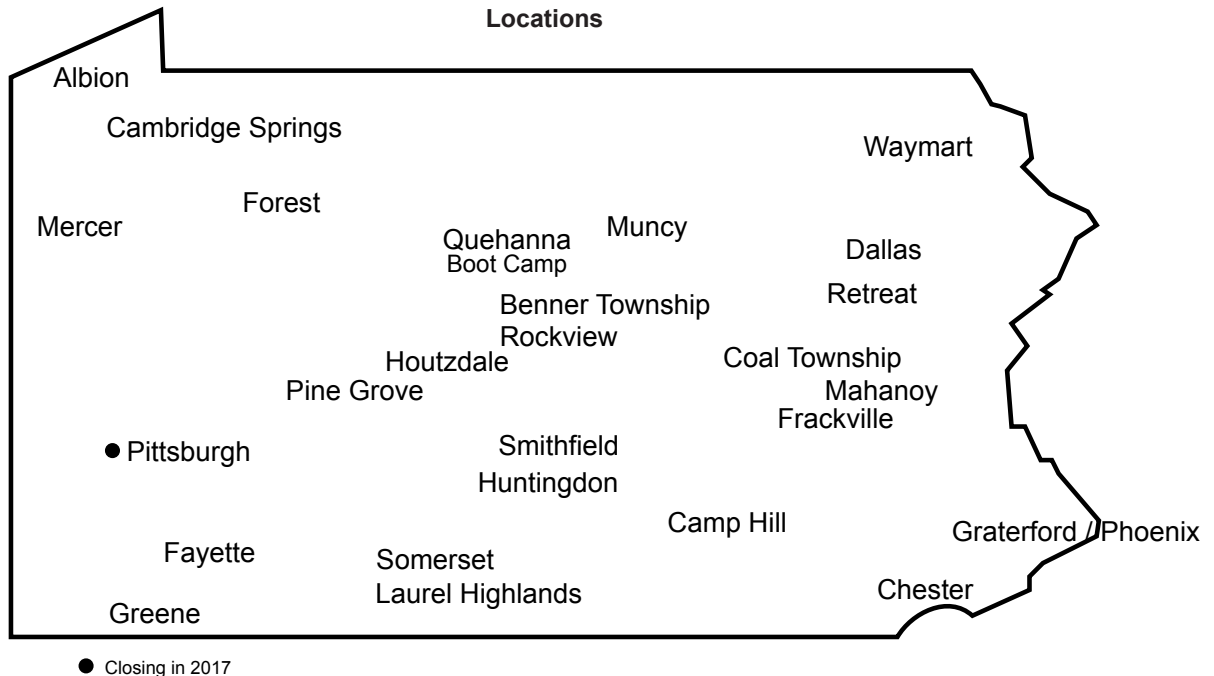 Locations
Albion
Cambridge Springs
Waymart
Forest
Mercer
Muncy
Quehanna
Boot Camp
Dallas
Retreat
Benner Township
Rockview
Coal Township
Houtzdale
Pine Grove
Mahanoy
Frackville
Smithfield
Pittsburgh
Huntingdon
Camp Hill
Graterford / Phoenix
Fayette
Somerset
Laurel Highlands
Chester
Greene
Closing in 2017